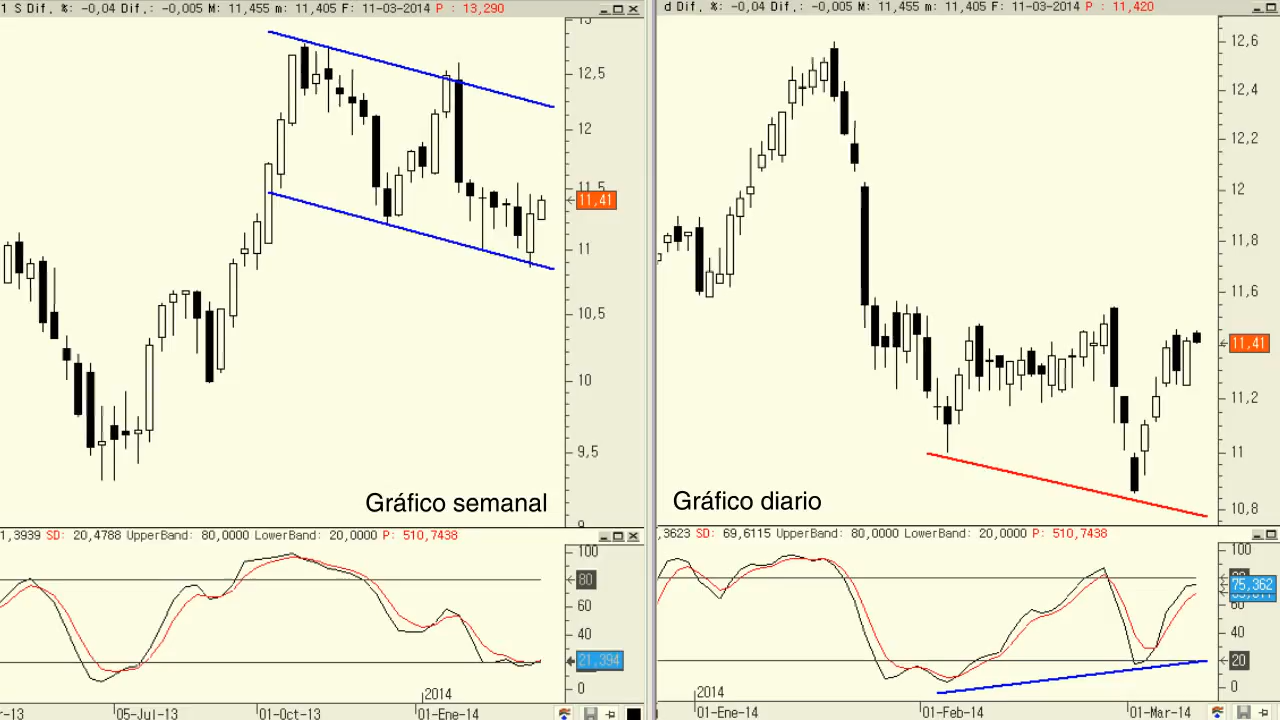 1 S Dif. %: -0,04 Dif.: -0,005 M: 11,455 m: 11,405 F: 11-03-2014 P : 13,290
13
12,5
12
11,5
11,41
11
10,5
10
9,5
9
Gráfico semanal
1,3939 SD: 20,4788 UpperBand: 80,0000 LowerBand: 20,0000 P: 510,7438
100
80
60
40
21,394
0
2014
r-13
05-Jul-13
01-Oct-13
01-Ene-14
d Dif. %: -0,04 Dif.: -0,005 M: 11,455 m: 11,405 F: 11-03-2014 P : 11,420
12,6
12,4
12,2
12
11,8
11,6
11,41
11,2
11
10,8
Gráfico diario
,3623 SD: 69,6115 UpperBand: 80,0000 LowerBand: 20,0000 P: 510,7438
100
75,362
60
40
20
0
2014
01-Ene-14
01-Feb-14
01-Mar-14